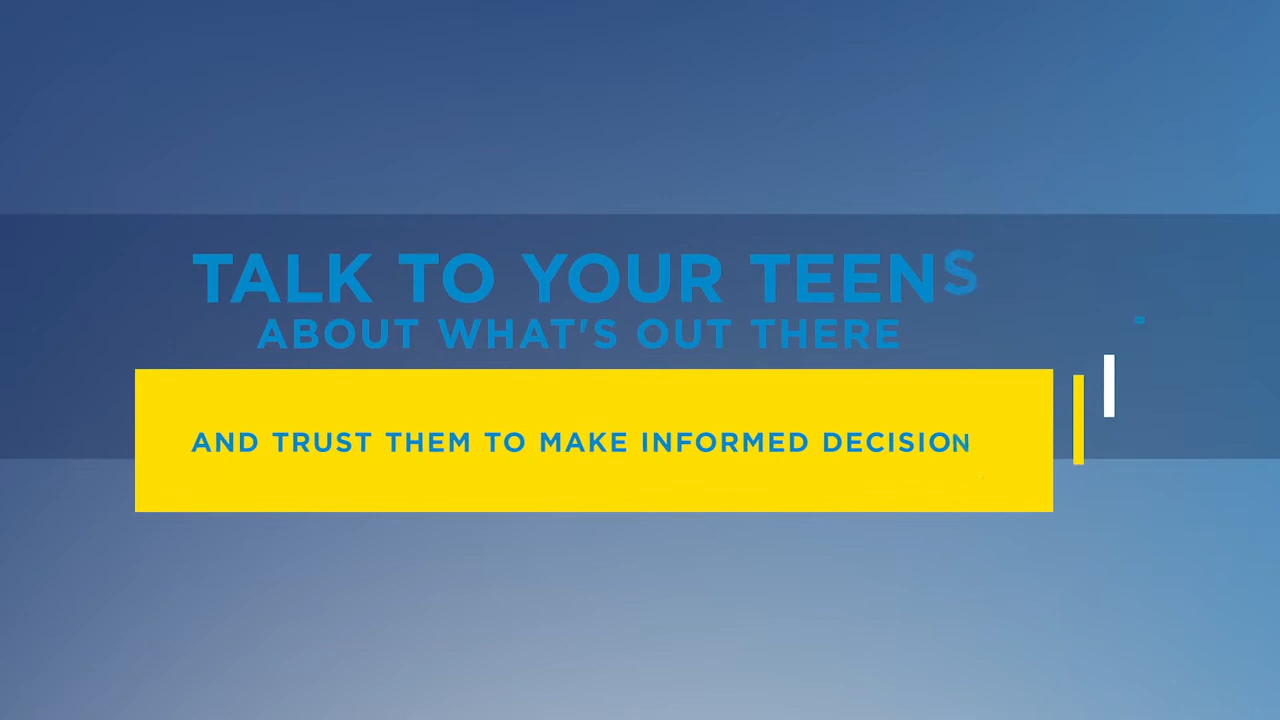 TALK TO YOUR TEENS
ABOUT WHAT'S OUT THERE
AND TRUST THEM TO MAKE INFORMED DECISION